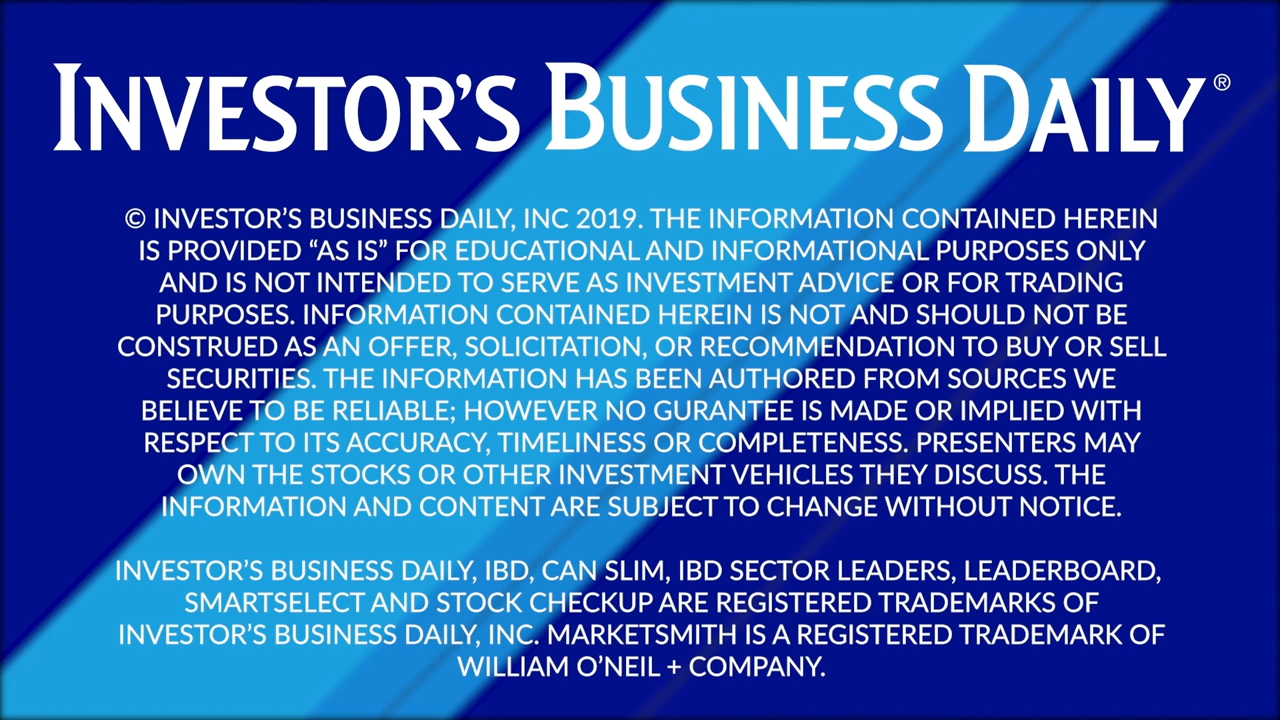 INVESTOR'S BUSINESS DAILY®
© INVESTOR'S BUSINESS DAILY, INC 2019. THE INFORMATION CONTAINED HEREIN
IS PROVIDED “AS IS” FOR EDUCATIONAL AND INFORMATIONAL PURPOSES ONLY
AND IS NOT INTENDED TO SERVE AS INVESTMENT ADVICE OR FOR TRADING
PURPOSES. INFORMATION CONTAINED HEREIN IS NOT AND SHOULD NOT BE
CONSTRUED AS AN OFFER, SOLICITATION, OR RECOMMENDATION TO BUY OR SELL
SECURITIES. THE INFORMATION HAS BEEN AUTHORED FROM SOURCES WE
BELIEVE TO BE RELIABLE; HOWEVER NO GURANTEE IS MADE OR IMPLIED WITH
RESPECT TO ITS ACCURACY, TIMELINESS OR COMPLETENESS. PRESENTERS MAY
OWN THE STOCKS OR OTHER INVESTMENT VEHICLES THEY DISCUSS. THE
INFORMATION AND CONTENT ARE SUBJECT TO CHANGE WITHOUT NOTICE.
INVESTOR'S BUSINESS DAILY, IBD, CAN SLIM, IBD SECTOR LEADERS, LEADERBOARD,
SMARTSELECT AND STOCK CHECKUP ARE REGISTERED TRADEMARKS OF
INVESTOR'S BUSINESS DAILY, INC. MARKETSMITH IS A REGISTERED TRADEMARK OF
WILLIAM O'NEIL + COMPANY.